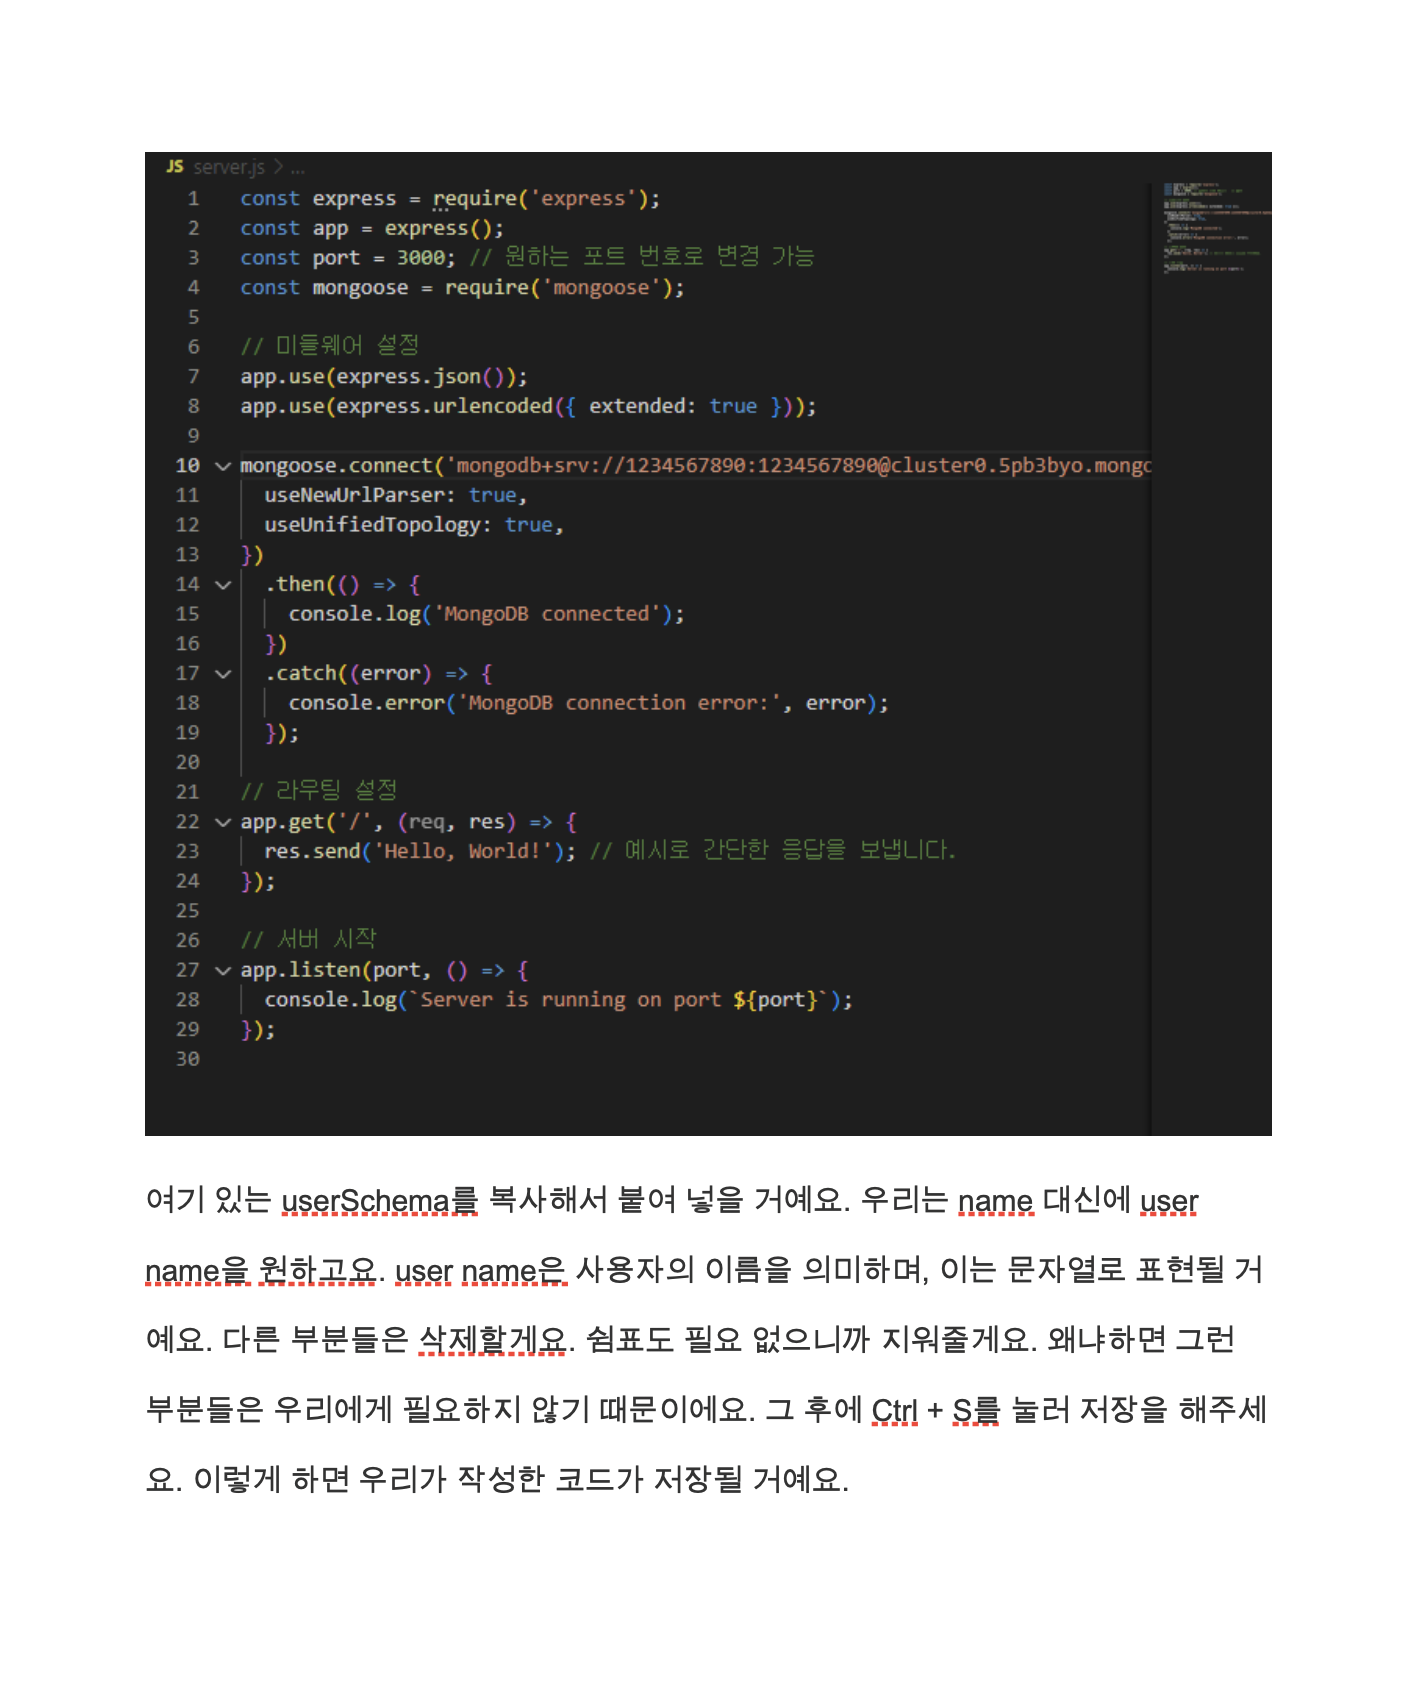 JS server.js > ...
1 const express = require('express');
2 const app = express();
3 const port = 3000; // 원하는 포트 번호로 변경 가능
4 const mongoose = require('mongoose');
5
6 // 미들웨어 설정
7 app.use(express.json());
8 app.use(express.urlencoded({ extended: true }));
9
10 mongoose.connect('mongodb+srv://1234567890:1234567890@cluster0.5pb3byo.mongo
11 useNewUrlParser: true,
12 useUnifiedTopology: true,
13 })
14 .then(() => {
15 console.log('MongoDB connected');
16 })
17 .catch((error) => {
18 console.error('MongoDB connection error:', error);
19 });
20
21 // 라우팅 설정
22 app.get('/', (req, res) => {
23 res.send('Hello, World!'); // 예시로 간단한 응답을 보냅니다.
24 });
25
26 // 서버 시작
27 app.listen(port, () => {
28 console.log(`Server is running on port ${port}`);
29 });
30
여기 있는 userSchema를 복사해서 붙여 넣을 거예요. 우리는 name 대신에 user
name을 원하고요. user name은 사용자의 이름을 의미하며, 이는 문자열로 표현될 거
예요. 다른 부분들은 삭제할게요. 쉼표도 필요 없으니까 지워줄게요. 왜냐하면 그런
부분들은 우리에게 필요하지 않기 때문이에요. 그 후에 Ctrl + S를 눌러 저장을 해주세
요. 이렇게 하면 우리가 작성한 코드가 저장될 거예요.